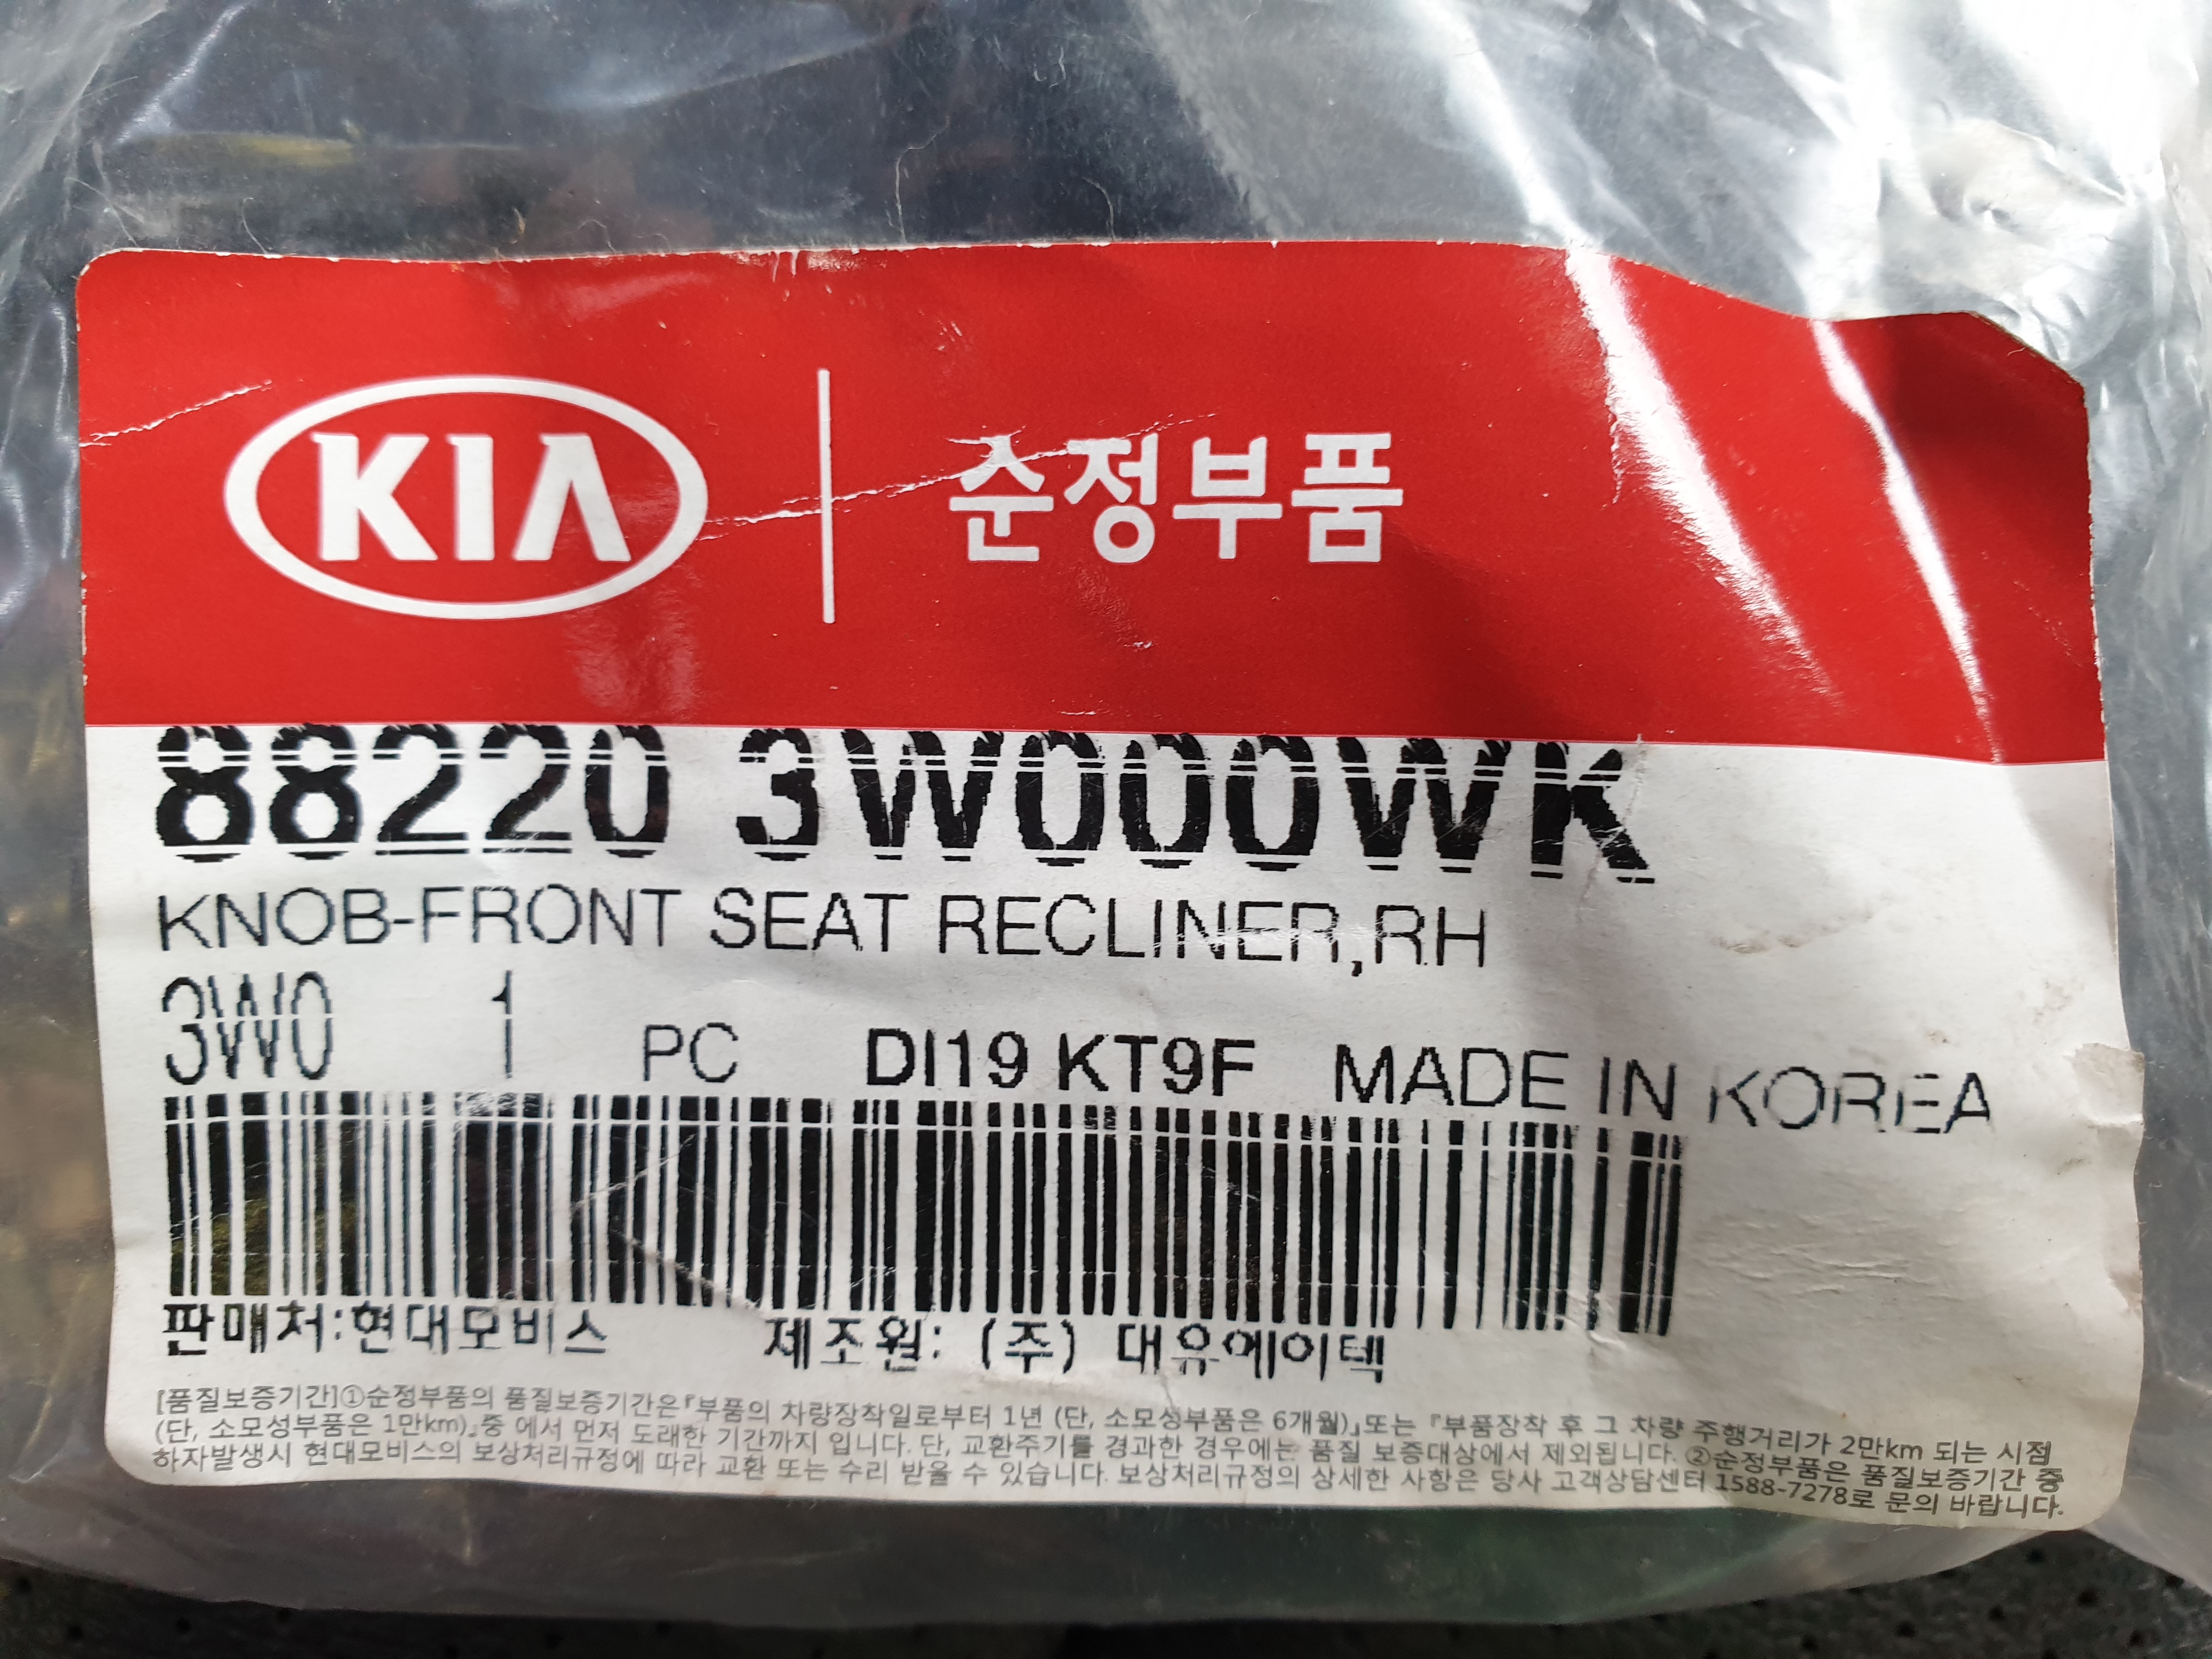 KIA 순정부품
88220 3W000WK
KNOB-FRONT SEAT RECLINER,RH
3W0 1 PC DI19 KT9F MADE IN KOREA
판매처:현대모비스 제조원: (주) 대유에이텍
[품질보증기간]①순정부품의 품질보증기간은『부품의 차량장착일로부터 1년 (단, 소모성부품은 6개월)』또는 『부품장착 후 그 차량 주행거리가 2만km 되는 시점
(단, 소모성부품은 1만km)』중 에서 먼저 도래한 기간까지 입니다. 단, 교환주기를 경과한 경우에는 품질 보증대상에서 제외됩니다. ②순정부품은 품질보증기간 중
하자발생시 현대모비스의 보상처리규정에 따라 교환 또는 수리 받을 수 있습니다. 보상처리규정의 상세한 사항은 당사 고객상담센터 1588-7278로 문의 바랍니다.